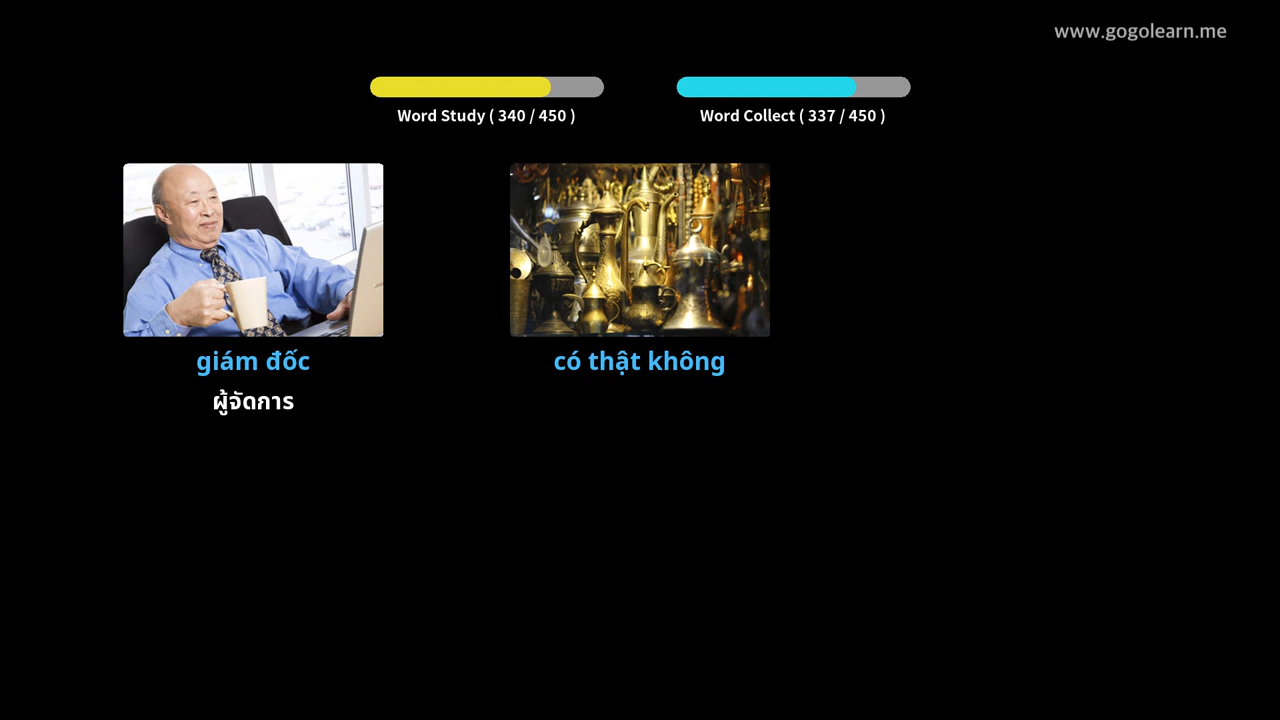 www.gogolearn.me
Word Study ( 340 / 450 )
Word Collect ( 337 / 450 )
giám đốc
ผู้จัดการ
có thật không